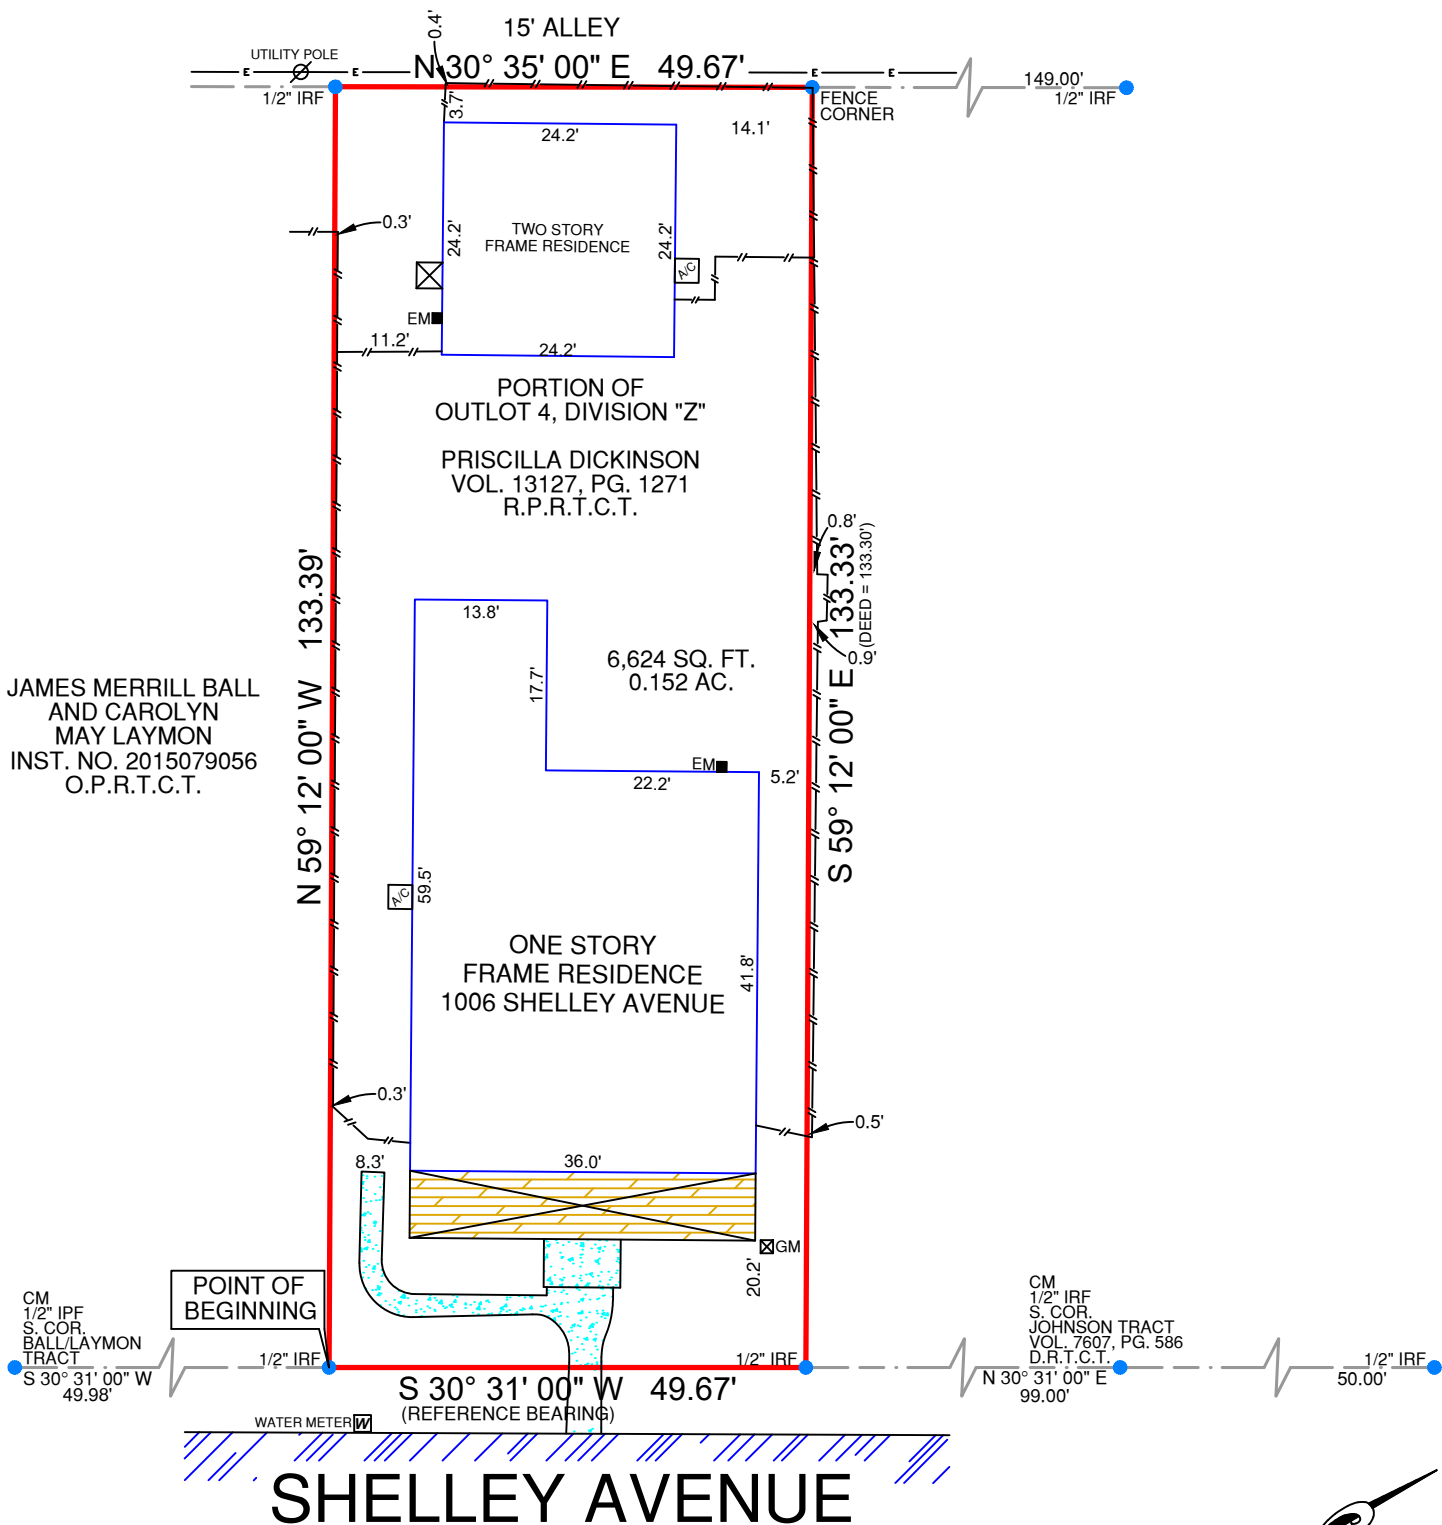 15' ALLEY
0.4'
UTILITY POLE
N 30° 35' 00" E 49.67'
E
E
E
E
149.00'
1/2" IRF
1/2" IRF
FENCE
CORNER
3.7'
24.2'
14.1'
0.3'
24.2'
TWO STORY
FRAME RESIDENCE
24.2'
A/C
EM
11.2'
24.2'
PORTION OF
OUTLOT 4, DIVISION "Z"
PRISCILLA DICKINSON
VOL. 13127, PG. 1271
R.P.R.T.C.T.
N 59° 12' 00" W 133.39'
0.8'
S 59° 12' 00" E 133.33'
(DEED = 133.30')
0.9'
13.8'
17.7'
6,624 SQ. FT.
0.152 AC.
JAMES MERRILL BALL
AND CAROLYN
MAY LAYMON
INST. NO. 2015079056
O.P.R.T.C.T.
EM
22.2'
5.2'
A/C
59.5'
ONE STORY
FRAME RESIDENCE
1006 SHELLEY AVENUE
41.8'
0.3'
0.5'
8.3'
36.0'
GM
20.2'
POINT OF
BEGINNING
CM
1/2" IPF
S. COR.
BALL/LAYMON
TRACT
S 30° 31' 00" W
49.98'
1/2" IRF
1/2" IRF
CM
1/2" IRF
S. COR.
JOHNSON TRACT
VOL. 7607, PG. 586
D.R.T.C.T.
N 30° 31' 00" E
99.00'
1/2" IRF
50.00'
S 30° 31' 00" W 49.67'
(REFERENCE BEARING)
WATER METER W
SHELLEY AVENUE